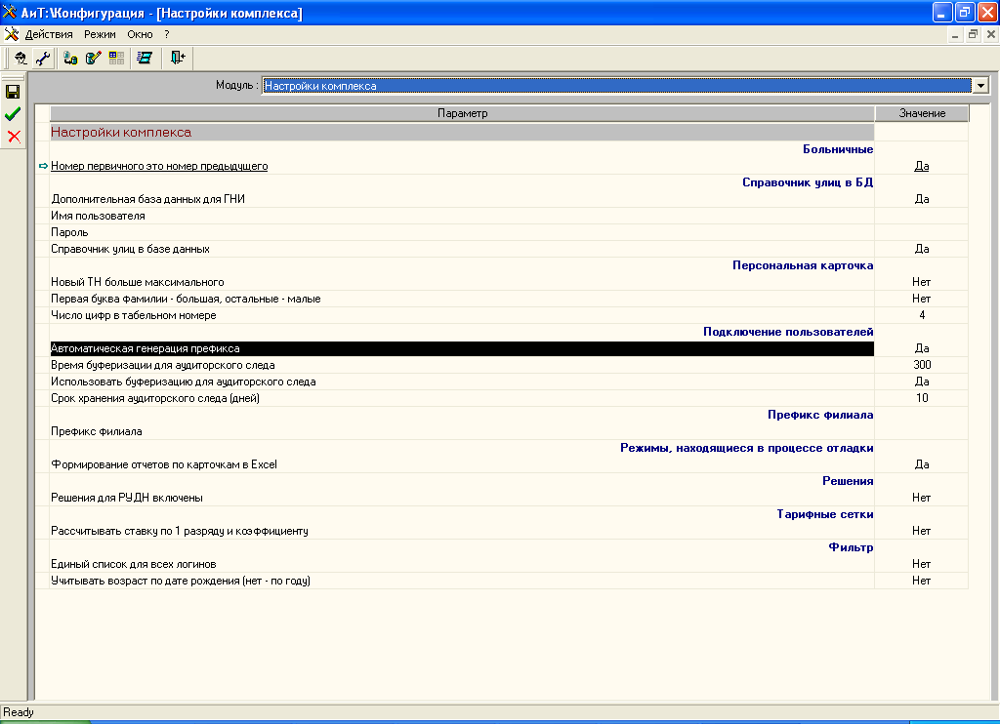 АиТ:\Конфигурация - [Настройки комплекса]
Действия Режим Окно ?
Модуль : Настройки комплекса
Параметр Значение
Настройки комплекса
Больничные
Номер первичного это номер предыдущего Да
Справочник улиц в БД
Дополнительная база данных для ГНИ Да
Имя пользователя
Пароль
Справочник улиц в базе данных Да
Персональная карточка
Новый ТН больше максимального Нет
Первая буква фамилии - большая, остальные - малые Нет
Число цифр в табельном номере 4
Подключение пользователей
Автоматическая генерация префикса Да
Время буферизации для аудиторского следа 300
Использовать буферизацию для аудиторского следа Да
Срок хранения аудиторского следа (дней) 10
Префикс филиала
Префикс филиала
Режимы, находящиеся в процессе отладки
Формирование отчетов по карточкам в Excel Да
Решения
Решения для РУДН включены Нет
Тарифные сетки
Рассчитывать ставку по 1 разряду и коэффициенту Нет
Фильтр
Единый список для всех логинов Нет
Учитывать возраст по дате рождения (нет - по году) Нет
Ready